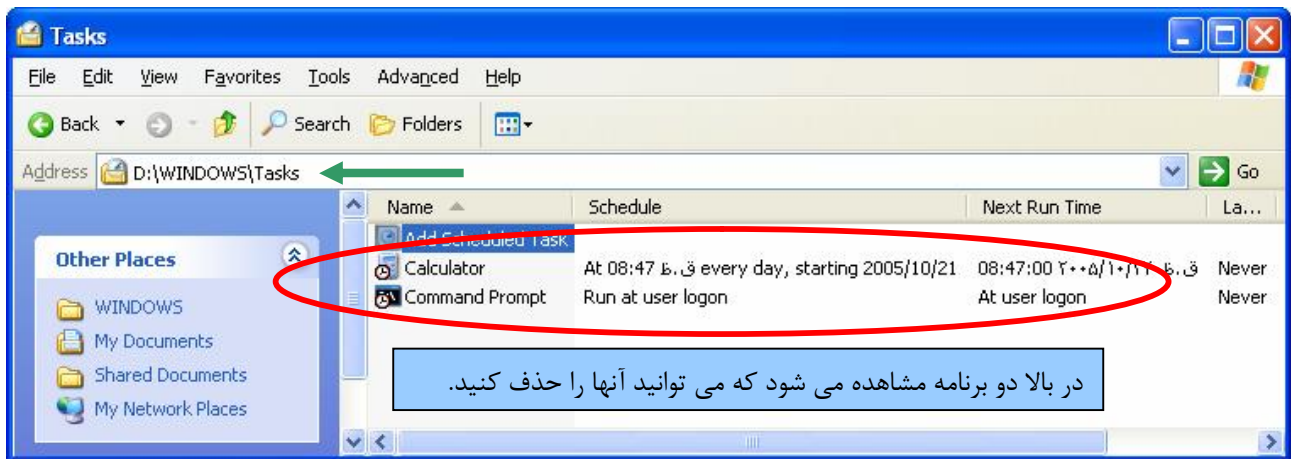 Tasks
File Edit View Favorites Tools Advanced Help
Back Search Folders
Address D:\WINDOWS\Tasks Go
Name Schedule Next Run Time La...
Add Scheduled Task
Other Places
Calculator At 08:47 ق.ظ every day, starting 2005/10/21 08:47:00 ق.ظ Never
WINDOWS
Command Prompt Run at user logon At user logon Never
My Documents
Shared Documents
My Network Places
در بالا دو برنامه مشاهده می شود که می توانید آنها را حذف کنید.